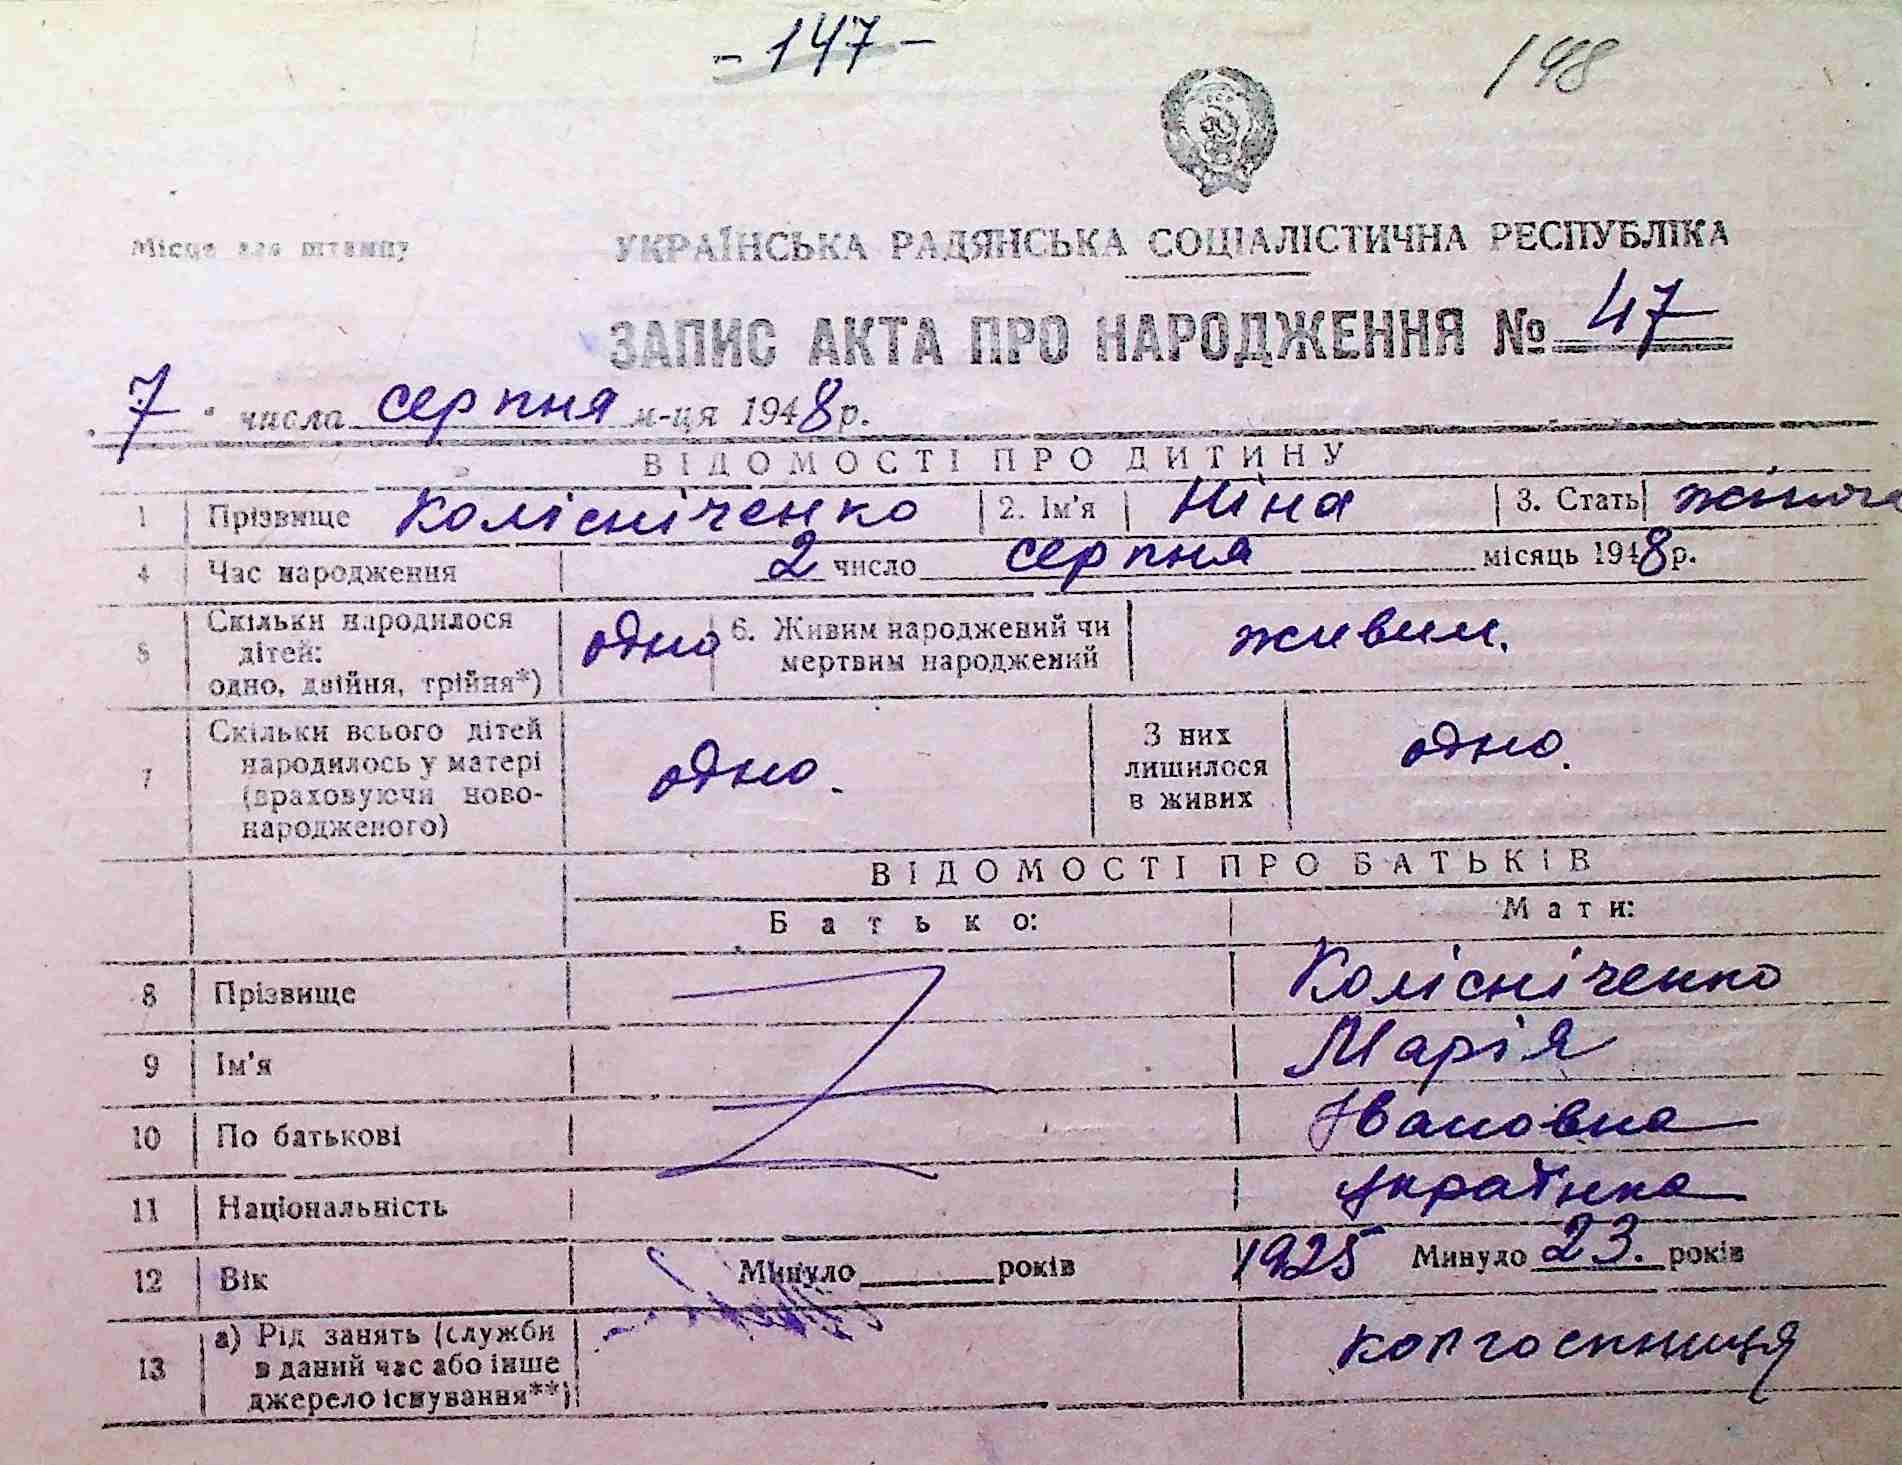 - 147 -
148
Місце для штампу
УКРАЇНСЬКА РАДЯНСЬКА СОЦІАЛІСТИЧНА РЕСПУБЛІКА
ЗАПИС АКТА ПРО НАРОДЖЕННЯ № 47
„ 7 " числа серпня м-ця 1948 р.
ВІДОМОСТІ ПРО ДИТИНУ
1 Прізвище Колісніченко 2. Ім'я Ніна 3. Стать жіноча
4 Час народження 2 число серпня місяць 1948 р.
5 Скільки народилося дітей: одно, двійня, трійня*) одно 6. Живим народжений чи мертвим народжений живим.
7 Скільки всього дітей народилось у матері (враховуючи ново-народженого) одно. З них лишилося в живих одно.
ВІДОМОСТІ ПРО БАТЬКІВ
Батько: Мати:
8 Прізвище Колісніченко
9 Ім'я Марія
10 По батькові Івановна
11 Національність українка
12 Вік Минуло років 1925 Минуло 23. років
13 а) Рід занять (служби в даний час або інше джерело існування**) колгоспниця